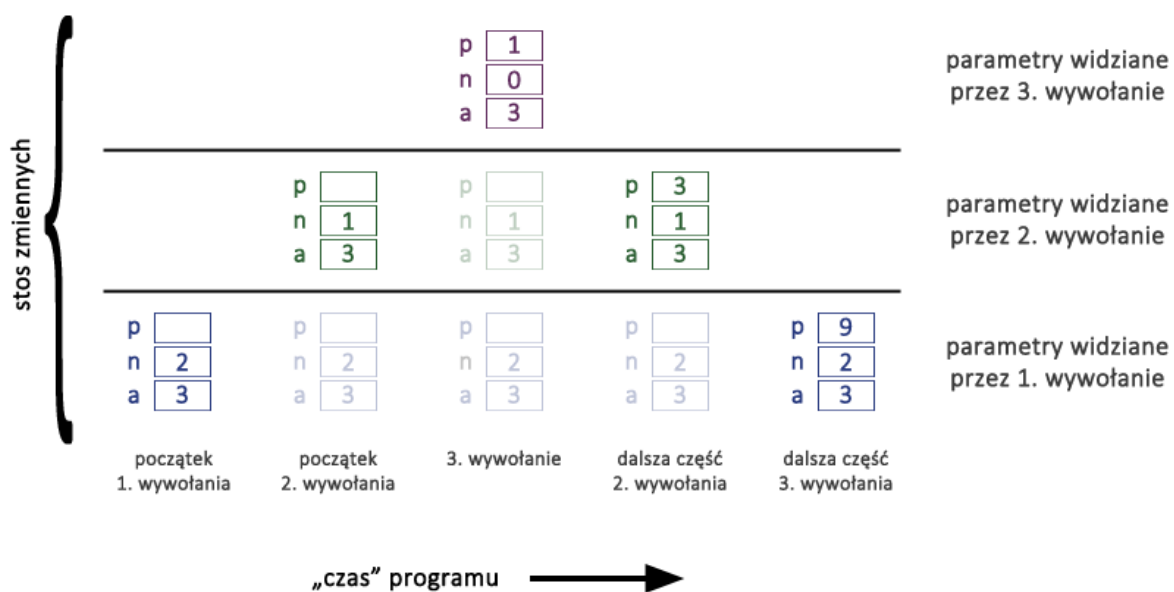 p 1
n 0
a 3
parametry widziane
przez 3. wywołanie
stos zmiennych
p p p 3
n 1 n 1 n 1
a 3 a 3 a 3
parametry widziane
przez 2. wywołanie
p p p p p 9
n 2 n 2 n 2 n 2 n 2
a 3 a 3 a 3 a 3 a 3
parametry widziane
przez 1. wywołanie
początek
1. wywołania
początek
2. wywołania
3. wywołanie
dalsza część
2. wywołania
dalsza część
3. wywołania
„czas” programu